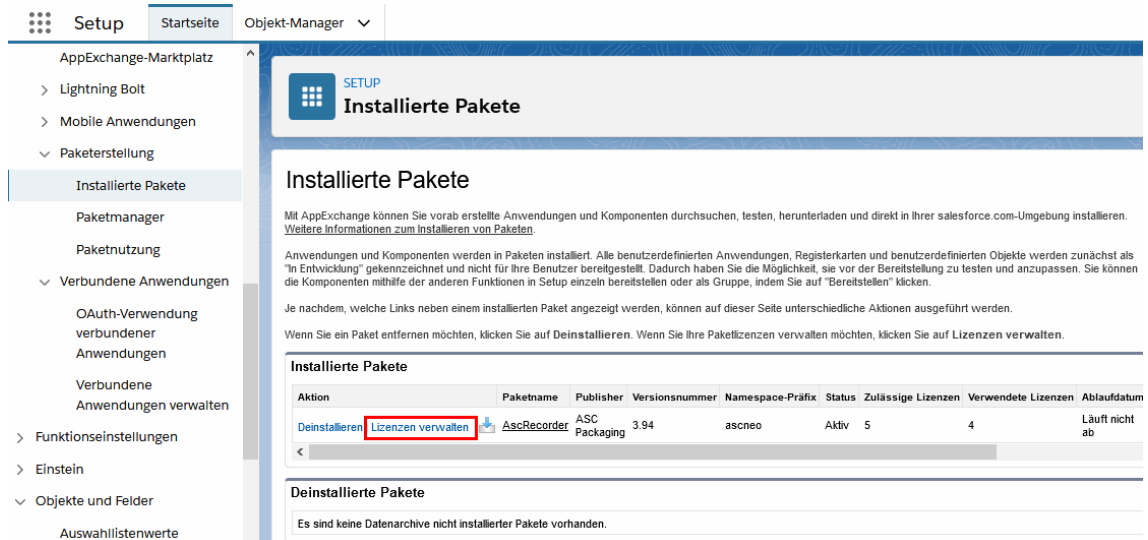 Setup
Startseite
Objekt-Manager
AppExchange-Marktplatz
Lightning Bolt
Mobile Anwendungen
Paketerstellung
Installierte Pakete
Paketmanager
Paketnutzung
Verbundene Anwendungen
OAuth-Verwendung
verbundener
Anwendungen
Verbundene
Anwendungen verwalten
Funktionseinstellungen
Einstein
Objekte und Felder
Auswahllistenwerte
SETUP
Installierte Pakete
Installierte Pakete
Mit AppExchange können Sie vorab erstellte Anwendungen und Komponenten durchsuchen, testen, herunterladen und direkt in Ihrer salesforce.com-Umgebung installieren.
Weitere Informationen zum Installieren von Paketen.
Anwendungen und Komponenten werden in Paketen installiert. Alle benutzerdefinierten Anwendungen, Registerkarten und benutzerdefinierten Objekte werden zunächst als
"In Entwicklung" gekennzeichnet und nicht für Ihre Benutzer bereitgestellt. Dadurch haben Sie die Möglichkeit, sie vor der Bereitstellung zu testen und anzupassen. Sie können
die Komponenten mithilfe der anderen Funktionen in Setup einzeln bereitstellen oder als Gruppe, indem Sie auf "Bereitstellen" klicken.
Je nachdem, welche Links neben einem installierten Paket angezeigt werden, können auf dieser Seite unterschiedliche Aktionen ausgeführt werden.
Wenn Sie ein Paket entfernen möchten, klicken Sie auf Deinstallieren. Wenn Sie Ihre Paketlizenzen verwalten möchten, klicken Sie auf Lizenzen verwalten.
Installierte Pakete
Aktion Paketname Publisher Versionsnummer Namespace-Präfix Status Zulässige Lizenzen Verwendete Lizenzen Ablaufdatum
Deinstallieren Lizenzen verwalten AscRecorder ASC Packaging 3.94 ascneo Aktiv 5 4 Läuft nicht ab
Deinstallierte Pakete
Es sind keine Datenarchive nicht installierter Pakete vorhanden.